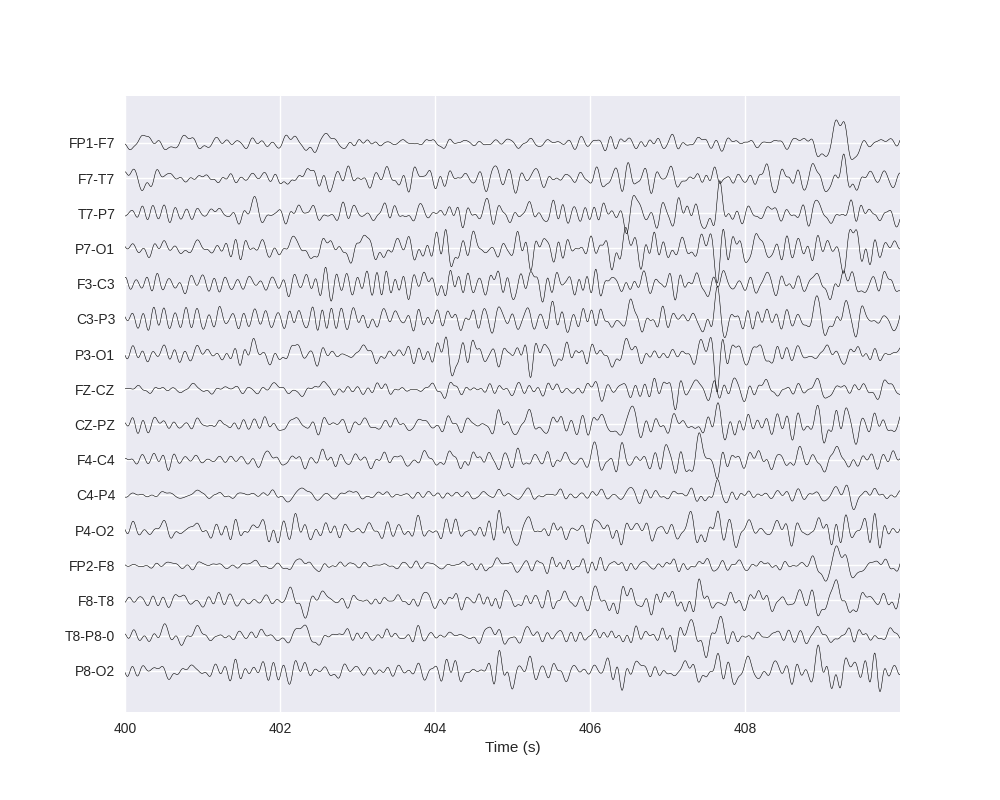 FP1-F7
F7-T7
T7-P7
P7-O1
F3-C3
C3-P3
P3-O1
FZ-CZ
CZ-PZ
F4-C4
C4-P4
P4-O2
FP2-F8
F8-T8
T8-P8-0
P8-O2
400 402 404 406 408
Time (s)